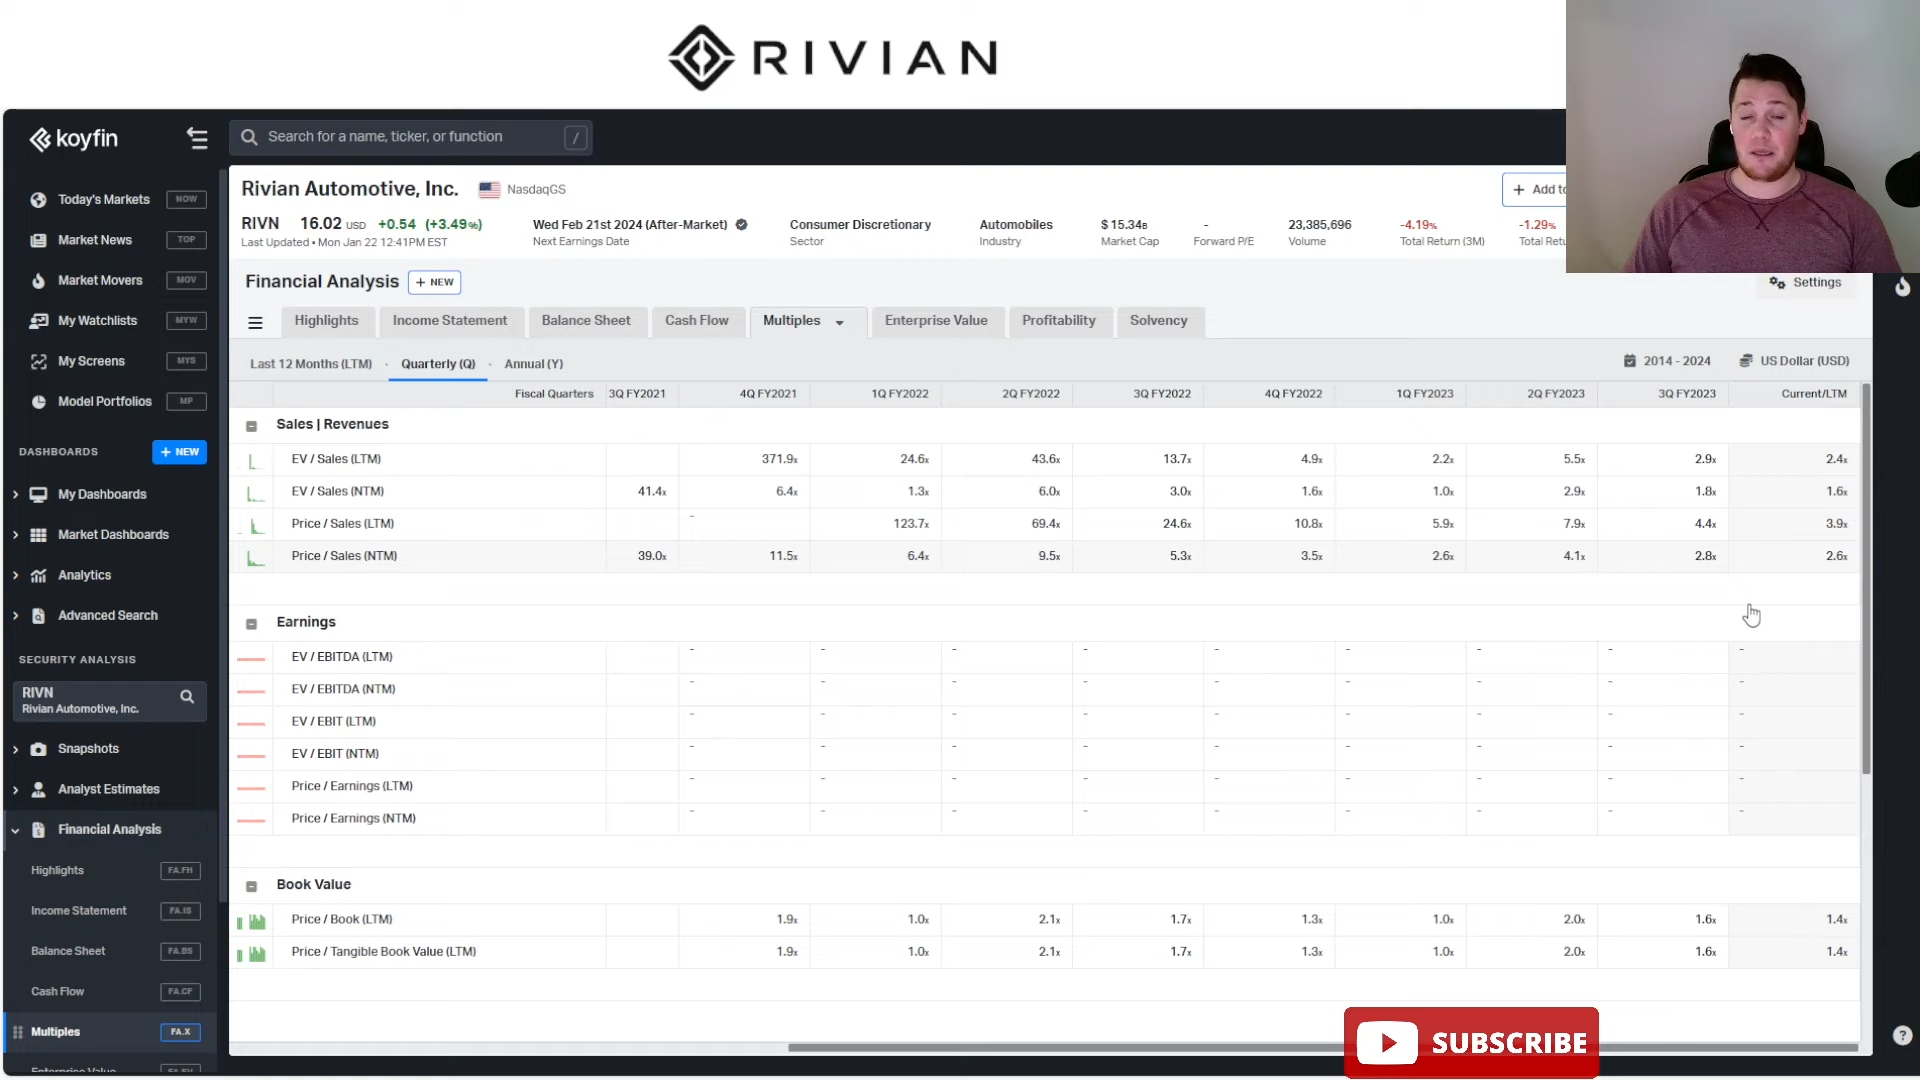 RIVIAN
koyfin
Search for a name, ticker, or function /
Today's Markets NOW
Market News TOP
Market Movers MOV
My Watchlists MYW
My Screens MYS
Model Portfolios MP
DASHBOARDS + NEW
My Dashboards
Market Dashboards
Analytics
Advanced Search
SECURITY ANALYSIS
RIVN
Rivian Automotive, Inc.
Snapshots
Analyst Estimates
Financial Analysis
Highlights FA.FH
Income Statement FA.IS
Balance Sheet FA.BS
Cash Flow FA.CF
Multiples FA.X
Rivian Automotive, Inc. NasdaqGS
+ Add to
RIVN 16.02 USD +0.54 (+3.49%) Wed Feb 21st 2024 (After-Market) Consumer Discretionary Automobiles $ 15.34B - 23,385,696 -4.19% -1.29%
Last Updated • Mon Jan 22 12:41PM EST Next Earnings Date Sector Industry Market Cap Forward P/E Volume Total Return (3M) Total Retu
Financial Analysis + NEW
Settings
Highlights Income Statement Balance Sheet Cash Flow Multiples Enterprise Value Profitability Solvency
Last 12 Months (LTM) · Quarterly (Q) · Annual (Y) 2014 - 2024 US Dollar (USD)
Fiscal Quarters 3Q FY2021 4Q FY2021 1Q FY2022 2Q FY2022 3Q FY2022 4Q FY2022 1Q FY2023 2Q FY2023 3Q FY2023 Current/LTM
Sales | Revenues
EV / Sales (LTM) 371.9x 24.6x 43.6x 13.7x 4.9x 2.2x 5.5x 2.9x 2.4x
EV / Sales (NTM) 41.4x 6.4x 1.3x 6.0x 3.0x 1.6x 1.0x 2.9x 1.8x 1.6x
Price / Sales (LTM) - 123.7x 69.4x 24.6x 10.8x 5.9x 7.9x 4.4x 3.9x
Price / Sales (NTM) 39.0x 11.5x 6.4x 9.5x 5.3x 3.5x 2.6x 4.1x 2.8x 2.6x
Earnings
EV / EBITDA (LTM) - - - - - - - - -
EV / EBITDA (NTM) - - - - - - - - -
EV / EBIT (LTM) - - - - - - - - -
EV / EBIT (NTM) - - - - - - - - -
Price / Earnings (LTM) - - - - - - - - -
Price / Earnings (NTM) - - - - - - - - -
Book Value
Price / Book (LTM) 1.9x 1.0x 2.1x 1.7x 1.3x 1.0x 2.0x 1.6x 1.4x
Price / Tangible Book Value (LTM) 1.9x 1.0x 2.1x 1.7x 1.3x 1.0x 2.0x 1.6x 1.4x
SUBSCRIBE
?